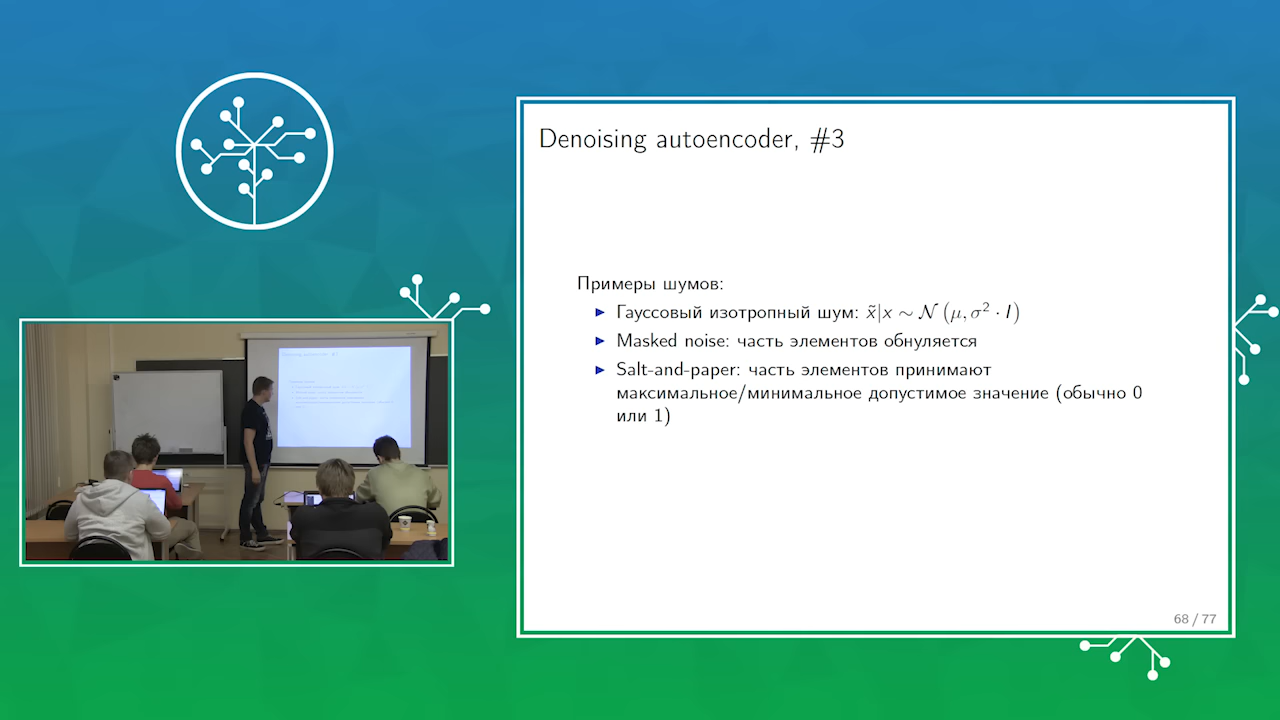 Denoising autoencoder, #3
Примеры шумов:
Гауссовый изотропный шум: x̃|x ∼ 𝒩 (μ, σ² · I)
Masked noise: часть элементов обнуляется
Salt-and-paper: часть элементов принимают
максимальное/минимальное допустимое значение (обычно 0
или 1)
68 / 77